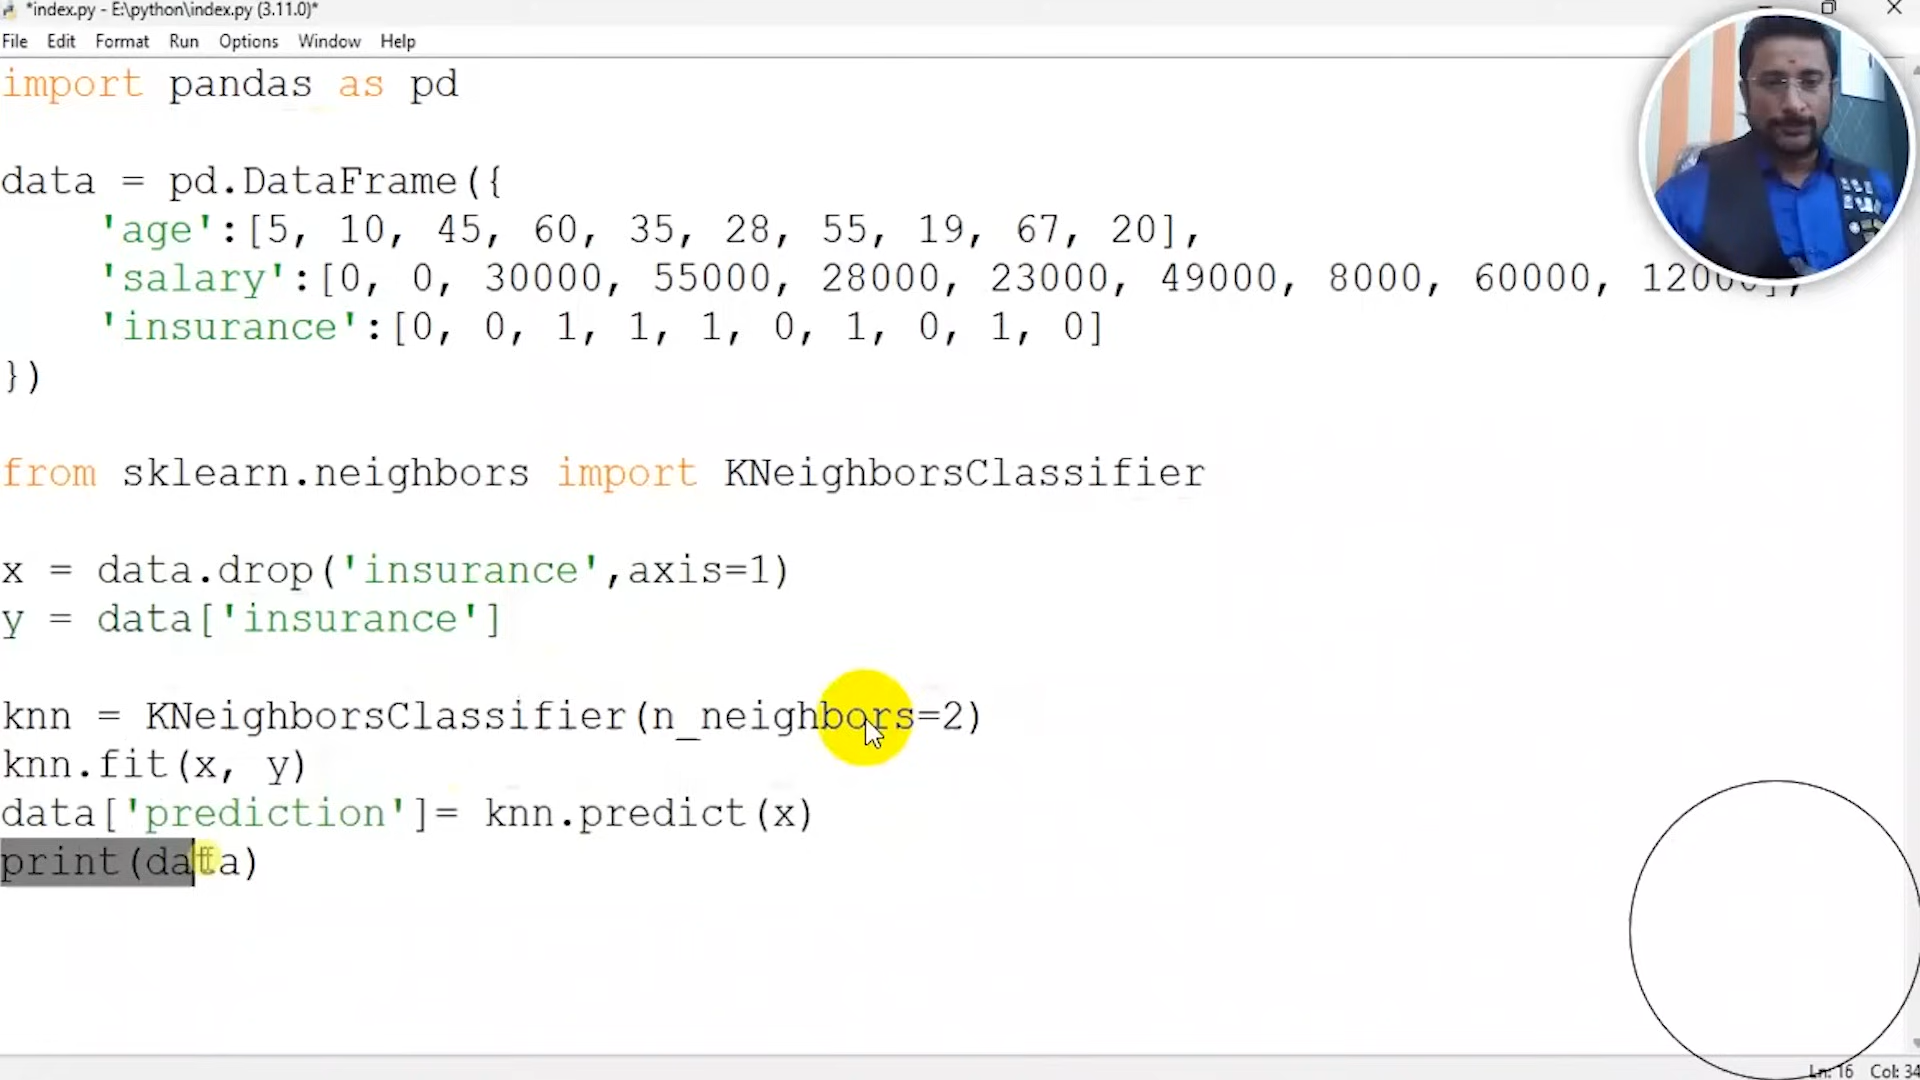 *index.py - E:\python\index.py (3.11.0)*
File Edit Format Run Options Window Help
import pandas as pd
data = pd.DataFrame({
    'age':[5, 10, 45, 60, 35, 28, 55, 19, 67, 20],
    'salary':[0, 0, 30000, 55000, 28000, 23000, 49000, 8000, 60000, 12000],
    'insurance':[0, 0, 1, 1, 1, 0, 1, 0, 1, 0]
})
from sklearn.neighbors import KNeighborsClassifier
x = data.drop('insurance',axis=1)
y = data['insurance']
knn = KNeighborsClassifier(n_neighbors=2)
knn.fit(x, y)
data['prediction']= knn.predict(x)
print(data)
Ln: 16 Col: 34